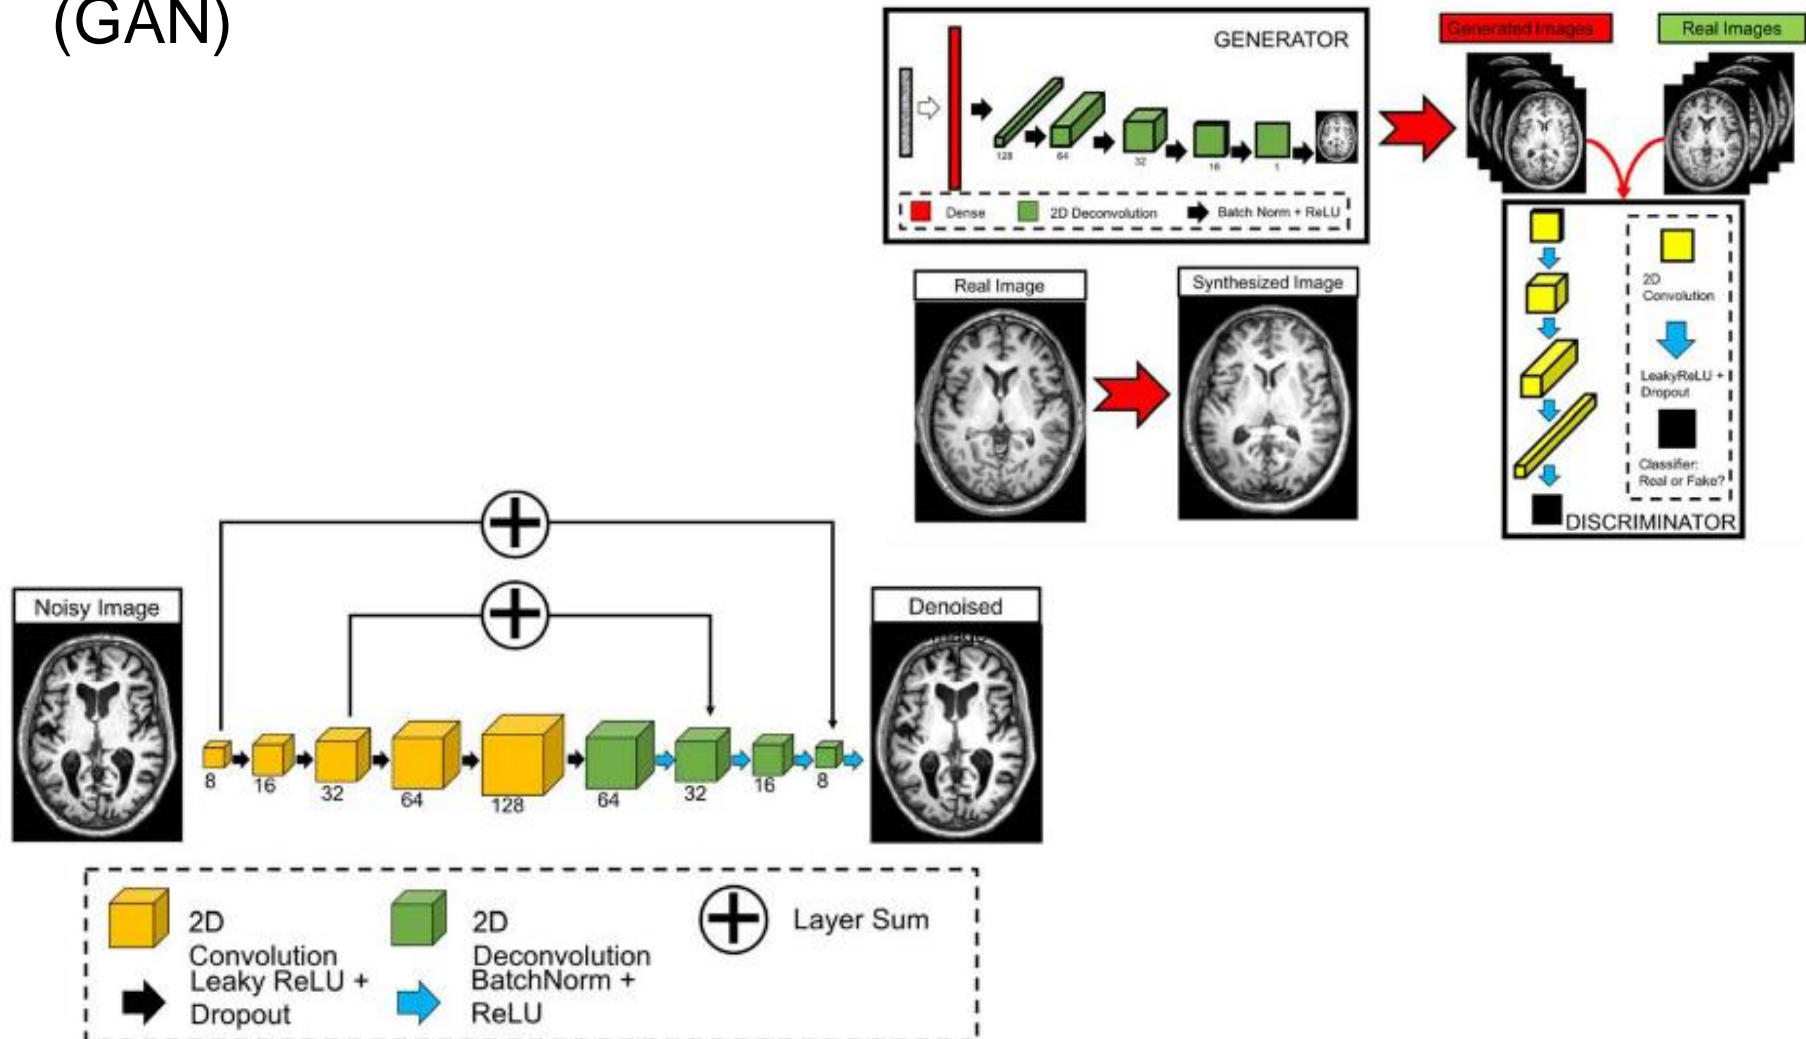 (GAN)
GENERATOR
128
64
32
16
1
Dense
2D Deconvolution
Batch Norm + ReLU
Generated Images
Real Images
2D
Convolution
LeakyReLU +
Dropout
Classifier:
Real or Fake?
DISCRIMINATOR
Real Image
Synthesized Image
Noisy Image
Denoised
8
16
32
64
128
64
32
16
8
2D
Convolution
Leaky ReLU +
Dropout
2D
Deconvolution
BatchNorm +
ReLU
Layer Sum